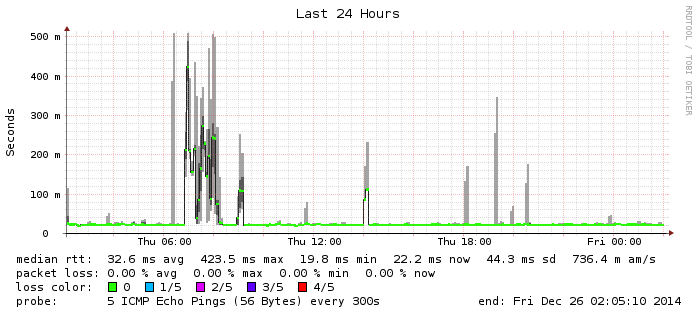 Last 24 Hours
RRDTOOL / TOBI OETIKER
Seconds
500 m
400 m
300 m
200 m
100 m
0
Thu 06:00 Thu 12:00 Thu 18:00 Fri 00:00
median rtt: 32.6 ms avg 423.5 ms max 19.8 ms min 22.2 ms now 44.3 ms sd 736.4 m am/s
packet loss: 0.00 % avg 0.00 % max 0.00 % min 0.00 % now
loss color: 0 1/5 2/5 3/5 4/5
probe: 5 ICMP Echo Pings (56 Bytes) every 300s end: Fri Dec 26 02:05:10 2014